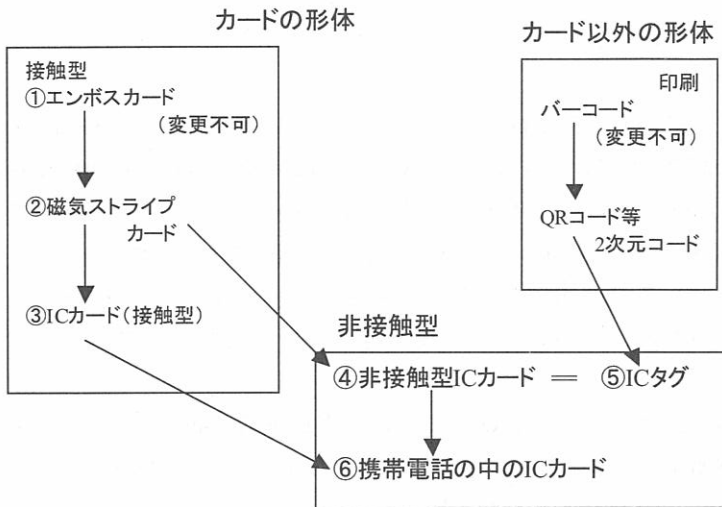 カードの形体
接触型
①エンボスカード
（変更不可）
②磁気ストライプ
カード
③ICカード（接触型）
カード以外の形体
印刷
バーコード
（変更不可）
QRコード等
2次元コード
非接触型
④非接触型ICカード ＝ ⑤ICタグ
⑥携帯電話の中のICカード